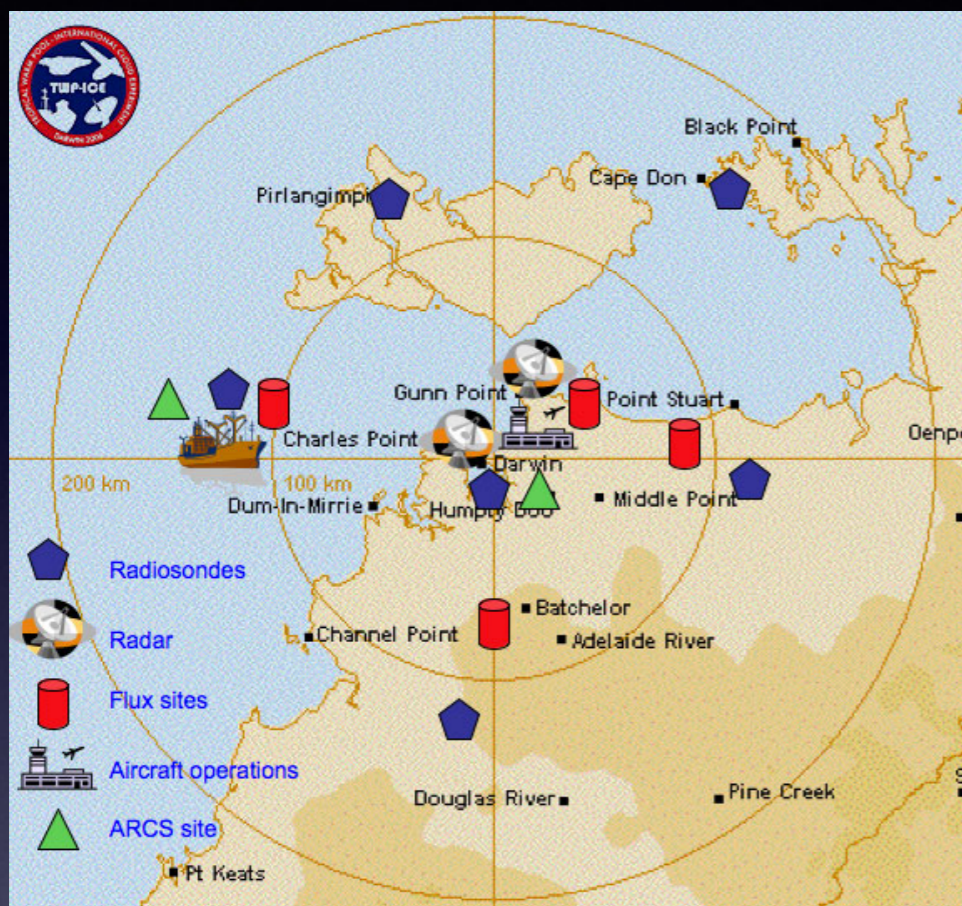 TROPICAL WARM POOL - INTERNATIONAL CLOUD EXPERIMENT
TWP-ICE
DARWIN 2006
Black Point
Cape Don
Pirlangimpi
Gunn Point
Point Stuart
Charles Point
Oenpe
Darwin
200 km
100 km
Dum-In-Mirrie
Humpty Doo
Middle Point
Radiosondes
Batchelor
Radar
Channel Point
Adelaide River
Flux sites
Aircraft operations
S
Douglas River
Pine Creek
ARCS site
Pt Keats